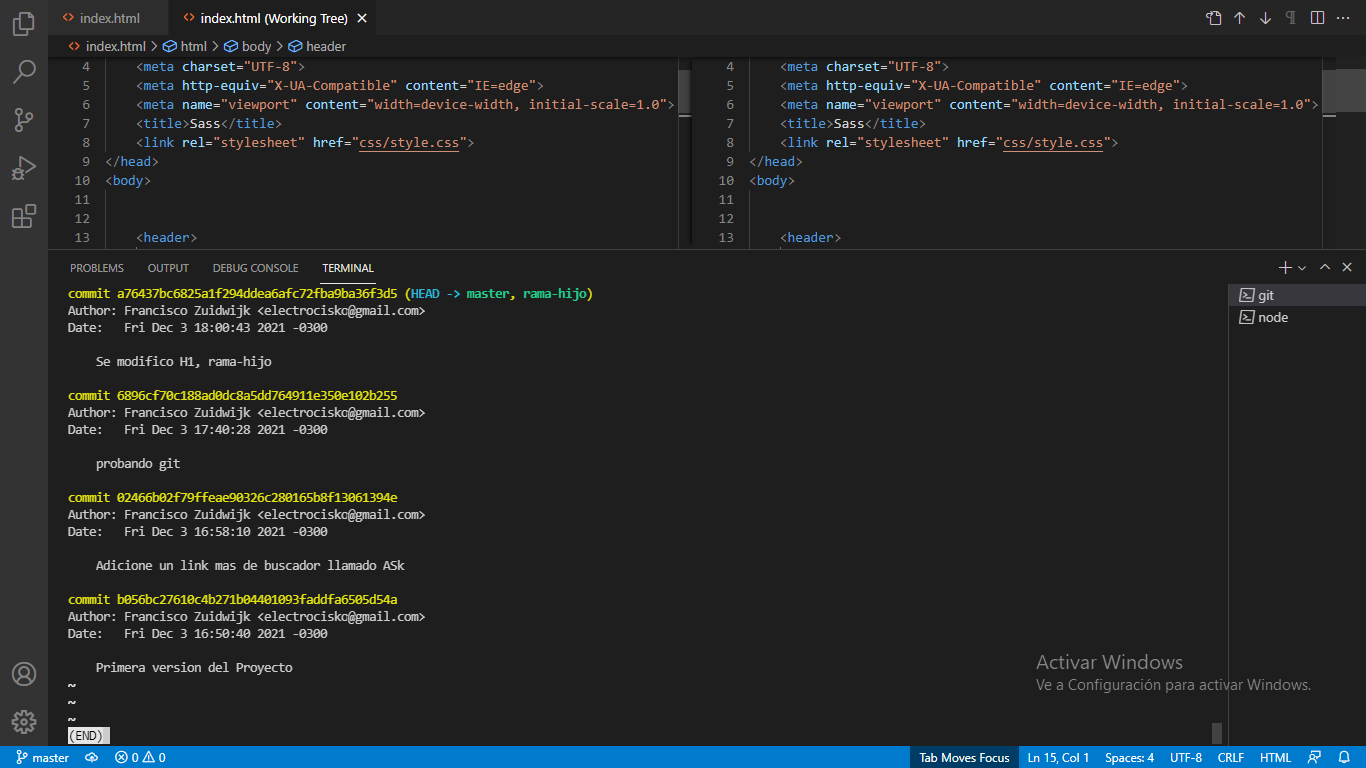 index.html
index.html (Working Tree)
index.html > html > body > header
4 <meta charset="UTF-8">
5 <meta http-equiv="X-UA-Compatible" content="IE=edge">
6 <meta name="viewport" content="width=device-width, initial-scale=1.0">
7 <title>Sass</title>
8 <link rel="stylesheet" href="css/style.css">
9 </head>
10 <body>
11
12
13 <header>
4 <meta charset="UTF-8">
5 <meta http-equiv="X-UA-Compatible" content="IE=edge">
6 <meta name="viewport" content="width=device-width, initial-scale=1.0">
7 <title>Sass</title>
8 <link rel="stylesheet" href="css/style.css">
9 </head>
10 <body>
11
12
13 <header>
PROBLEMS OUTPUT DEBUG CONSOLE TERMINAL
commit a76437bc6825a1f294ddea6afc72fba9ba36f3d5 (HEAD -> master, rama-hijo)
Author: Francisco Zuidwijk <electrocisko@gmail.com>
Date:   Fri Dec 3 18:00:43 2021 -0300
Se modifico H1, rama-hijo
commit 6896cf70c188ad0dc8a5dd764911e350e102b255
Author: Francisco Zuidwijk <electrocisko@gmail.com>
Date:   Fri Dec 3 17:40:28 2021 -0300
probando git
commit 02466b02f79ffeae90326c280165b8f13061394e
Author: Francisco Zuidwijk <electrocisko@gmail.com>
Date:   Fri Dec 3 16:58:10 2021 -0300
Adicione un link mas de buscador llamado ASk
commit b056bc27610c4b271b04401093faddfa6505d54a
Author: Francisco Zuidwijk <electrocisko@gmail.com>
Date:   Fri Dec 3 16:50:40 2021 -0300
Primera version del Proyecto
~
~
~
(END)
git
node
Activar Windows
Ve a Configuración para activar Windows.
master 0 0 Tab Moves Focus Ln 15, Col 1 Spaces: 4 UTF-8 CRLF HTML